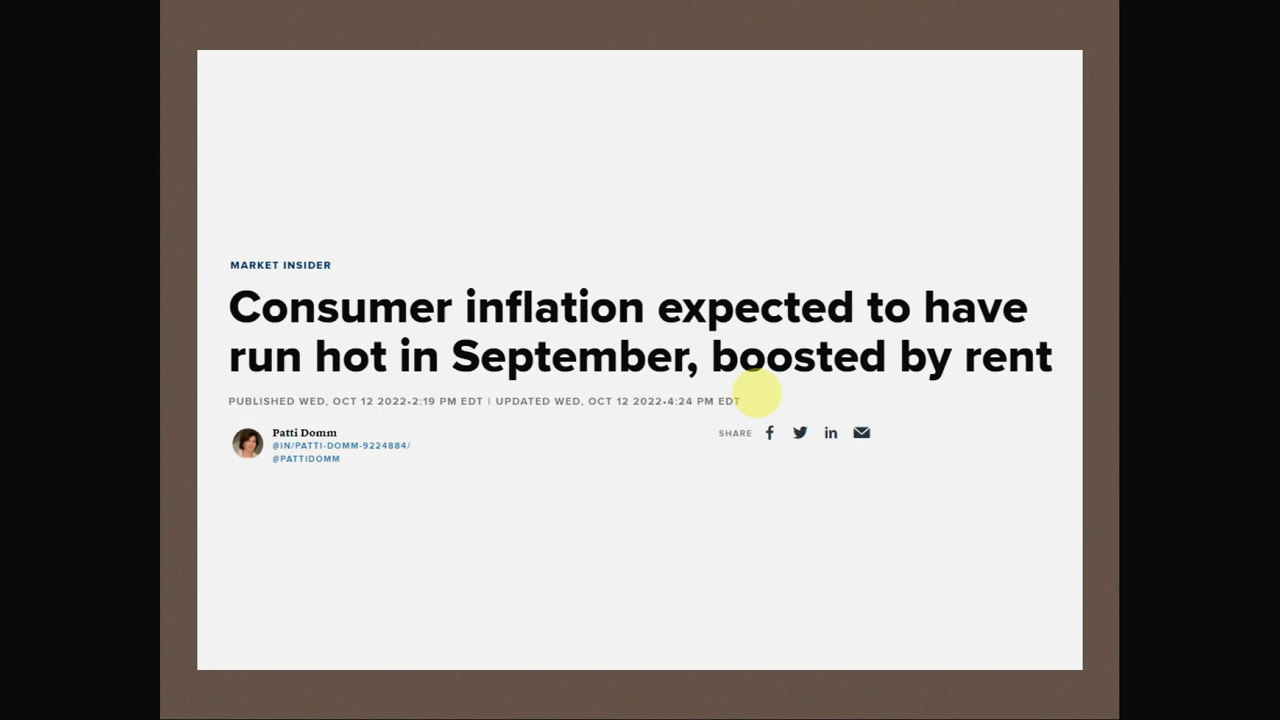 MARKET INSIDER
Consumer inflation expected to have
run hot in September, boosted by rent
PUBLISHED WED, OCT 12 2022•2:19 PM EDT | UPDATED WED, OCT 12 2022•4:24 PM EDT
Patti Domm
@IN/PATTI-DOMM-9224884/
@PATTIDOMM
SHARE